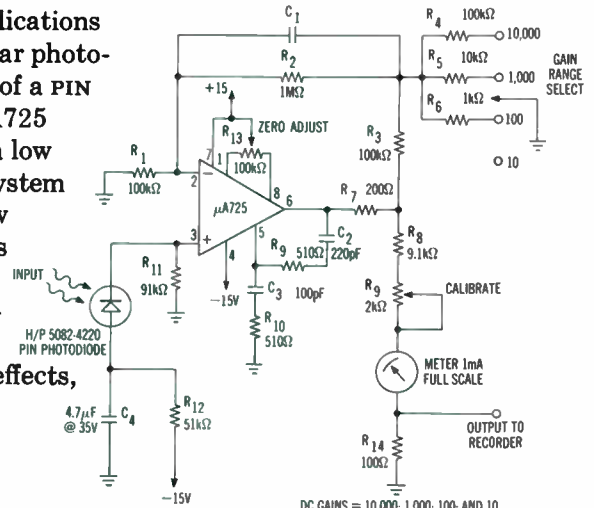 lications
ar photo-
of a PIN
A725
a low
ystem
w
s
effects,
C1
R2
1MΩ
R4
100kΩ
10,000
R5
10kΩ
1,000
R6
1kΩ
100
10
GAIN
RANGE
SELECT
+15
R13
100kΩ
ZERO ADJUST
R3
100kΩ
R1
100kΩ
7
1
2
−
μA725
8
6
3
+
4
5
−15V
R7
200Ω
R9
510Ω
C2
220pF
R8
9.1kΩ
C3
100pF
R10
510Ω
R9
2kΩ
CALIBRATE
INPUT
R11
91kΩ
H/P 5082-4220
PIN PHOTODIODE
METER 1mA
FULL SCALE
4.7μF
@ 35V
C4
R12
51kΩ
−15V
OUTPUT TO
RECORDER
R14
100Ω
DC GAINS = 10,000; 1,000; 100; AND 10